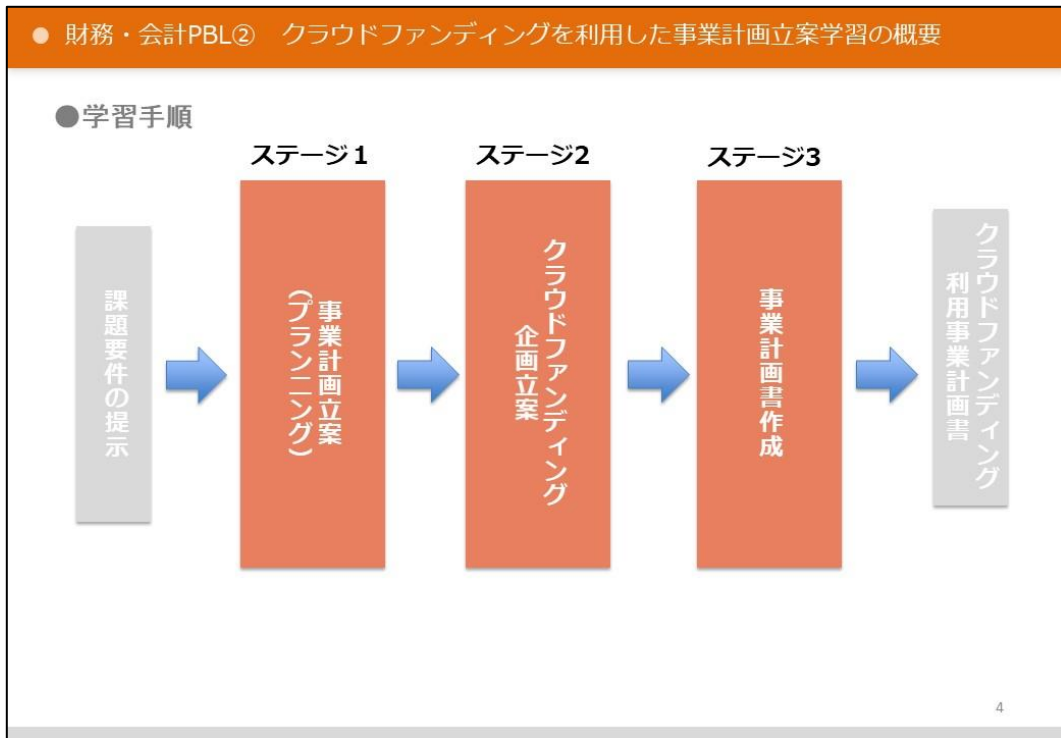 ● 財務・会計PBL② クラウドファンディングを利用した事業計画立案学習の概要
●学習手順
ステージ１
ステージ2
ステージ3
課題要件の提示
事業計画立案
(プランニング)
クラウドファンディング
企画立案
事業計画書作成
クラウドファンディング
利用事業計画書
4